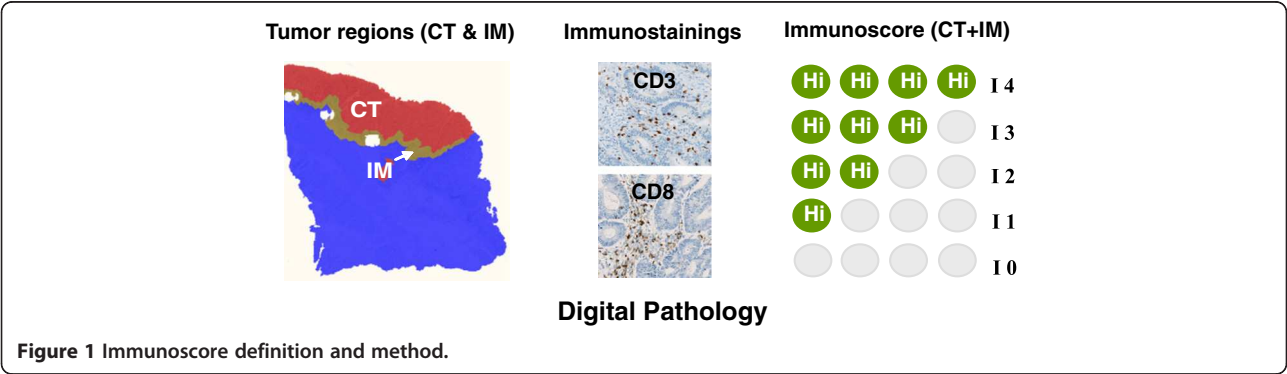 Tumor regions (CT & IM)
CT
IM
Immunostainings
CD3
CD8
Immunoscore (CT+IM)
Hi Hi Hi Hi I 4
Hi Hi Hi I 3
Hi Hi I 2
Hi I 1
I 0
Digital Pathology
Figure 1 Immunoscore definition and method.